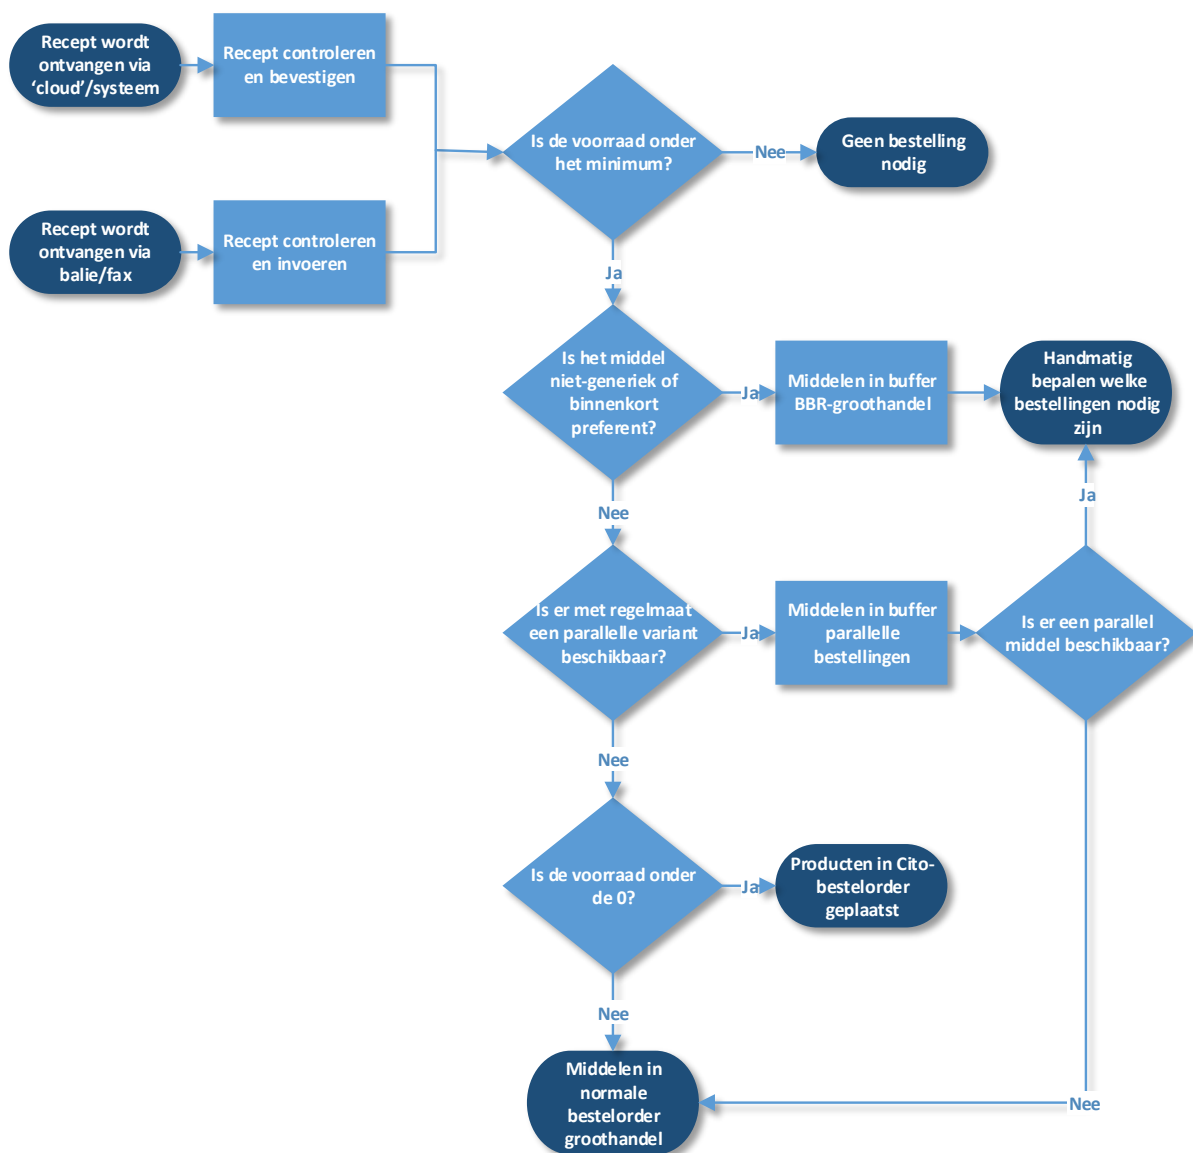 Recept wordt
ontvangen via
‘cloud’/systeem
Recept controleren
en bevestigen
Is de voorraad onder
het minimum?
Nee
Geen bestelling
nodig
Recept wordt
ontvangen via
balie/fax
Recept controleren
en invoeren
Ja
Is het middel
niet-generiek of
binnenkort
preferent?
Ja
Middelen in buffer
BBR-groothandel
Handmatig
bepalen welke
bestellingen nodig
zijn
Nee
Ja
Is er met regelmaat
een parallelle variant
beschikbaar?
Ja
Middelen in buffer
parallelle
bestellingen
Is er een parallel
middel beschikbaar?
Nee
Is de voorraad onder
de 0?
Ja
Producten in Cito-
bestelorder
geplaatst
Nee
Middelen in
normale
bestelorder
groothandel
Nee